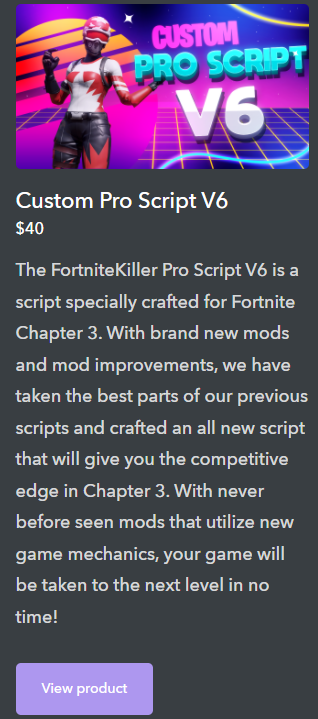 CUSTOM
PRO SCRIPT
V6
Custom Pro Script V6
$40
The FortniteKiller Pro Script V6 is a
script specially crafted for Fortnite
Chapter 3. With brand new mods
and mod improvements, we have
taken the best parts of our previous
scripts and crafted an all new script
that will give you the competitive
edge in Chapter 3. With never
before seen mods that utilize new
game mechanics, your game will
be taken to the next level in no
time!
View product